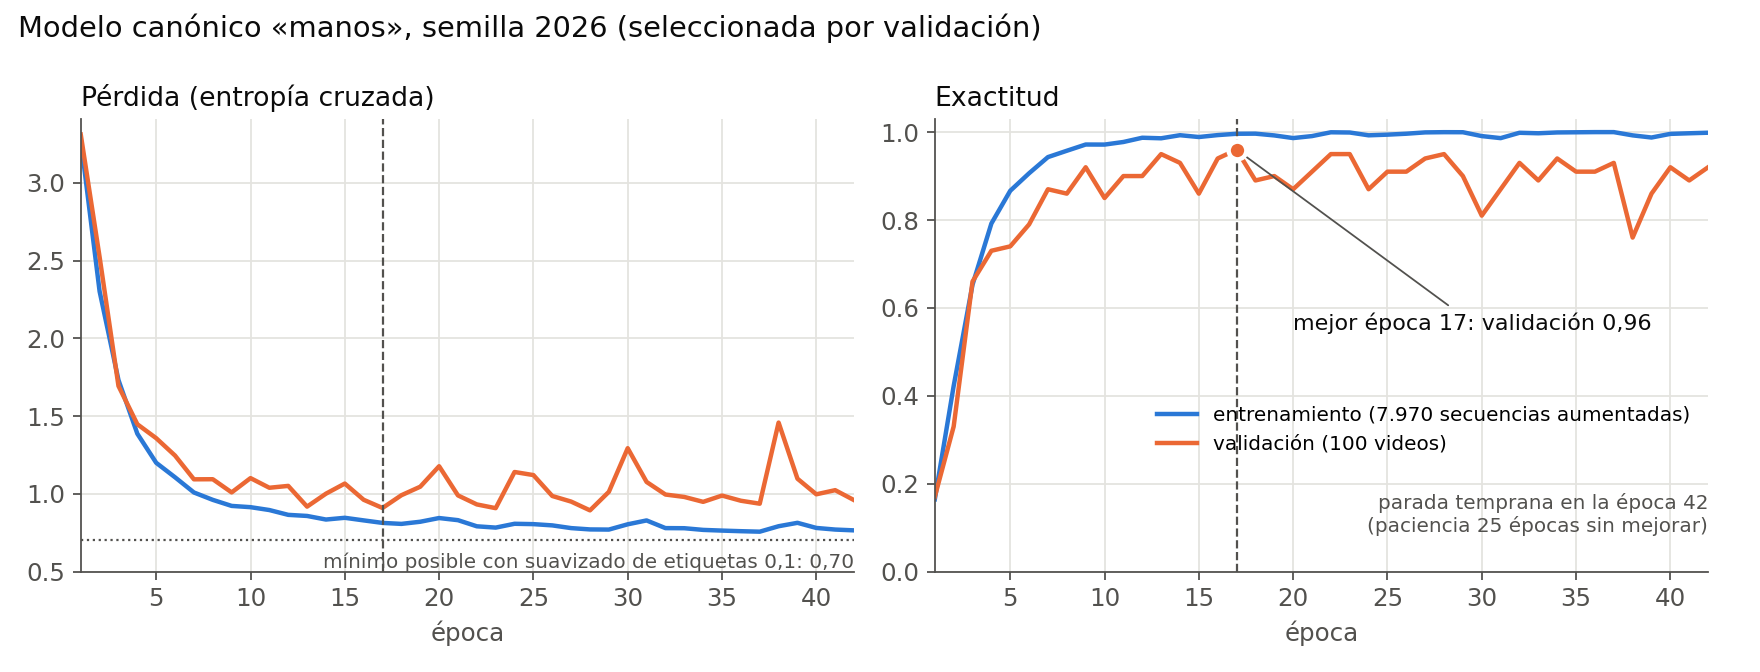 Modelo canónico «manos», semilla 2026 (seleccionada por validación)
Pérdida (entropía cruzada)
3.0
2.5
2.0
1.5
1.0
0.5
mínimo posible con suavizado de etiquetas 0,1: 0,70
5 10 15 20 25 30 35 40
época
Exactitud
1.0
0.8
0.6
0.4
0.2
0.0
mejor época 17: validación 0,96
entrenamiento (7.970 secuencias aumentadas)
validación (100 videos)
parada temprana en la época 42
(paciencia 25 épocas sin mejorar)
5 10 15 20 25 30 35 40
época